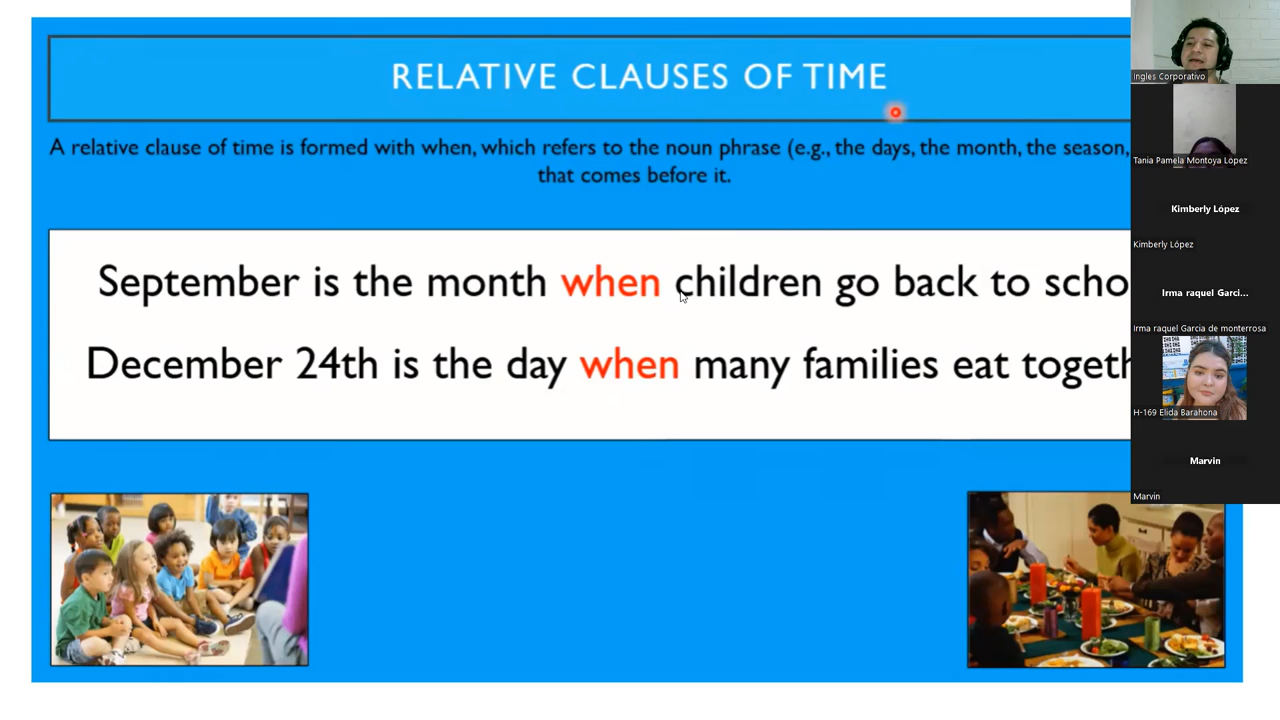 RELATIVE CLAUSES OF TIME
A relative clause of time is formed with when, which refers to the noun phrase (e.g., the days, the month, the season,
that comes before it.
September is the month when children go back to scho
December 24th is the day when many families eat togeth
Ingles Corporativo
Tania Pamela Montoya López
Kimberly López
Kimberly López
Irma raquel Garci...
Irma raquel Garcia de monterrosa
H-169 Elida Barahona
Marvin
Marvin